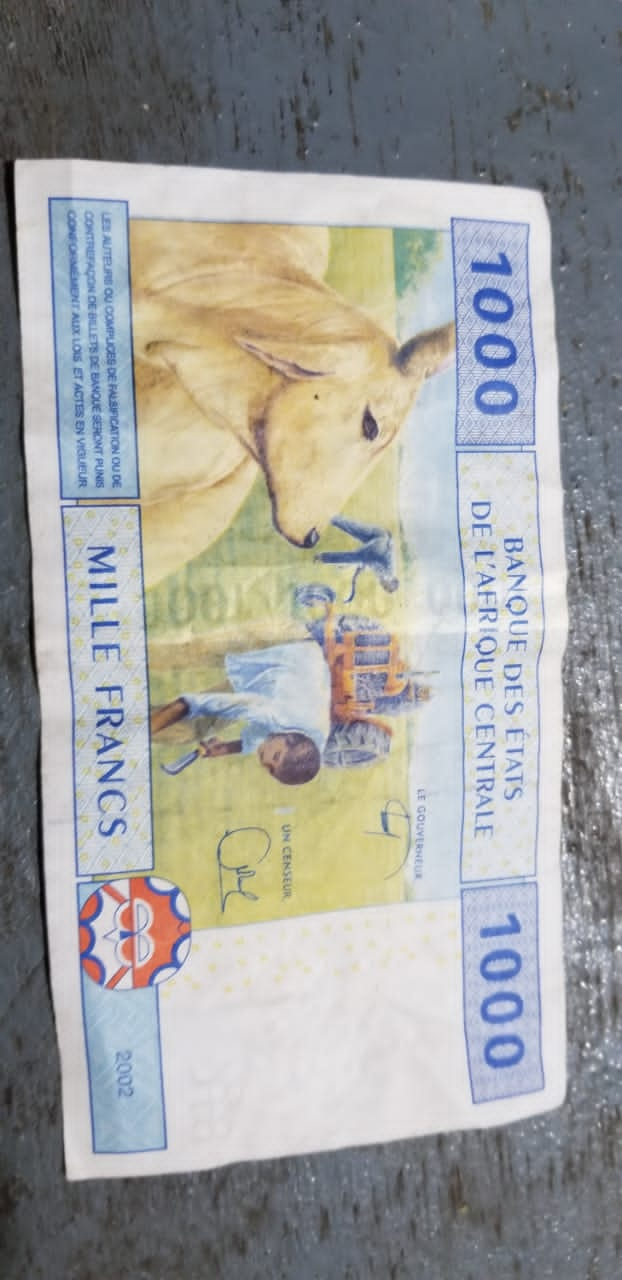 1000
BANQUE DES ÉTATS
DE L'AFRIQUE CENTRALE
1000
LE GOUVERNEUR
UN CENSEUR
LES AUTEURS OU COMPLICES DE FALSIFICATION OU DE
CONTREFAÇON DE BILLETS DE BANQUE SERONT PUNIS
CONFORMÉMENT AUX LOIS ET ACTES EN VIGUEUR
MILLE FRANCS
2002